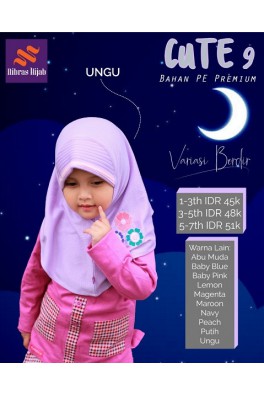 Hibrus Hijab
CUTE 9
BAHAN PE PREMIUM
UNGU
Variasi Bordir
1-3th IDR 45k
3-5th IDR 48k
5-7th IDR 51k
Warna Lain:
Abu Muda
Baby Blue
Baby Pink
Lemon
Magenta
Maroon
Navy
Peach
Putih
Ungu